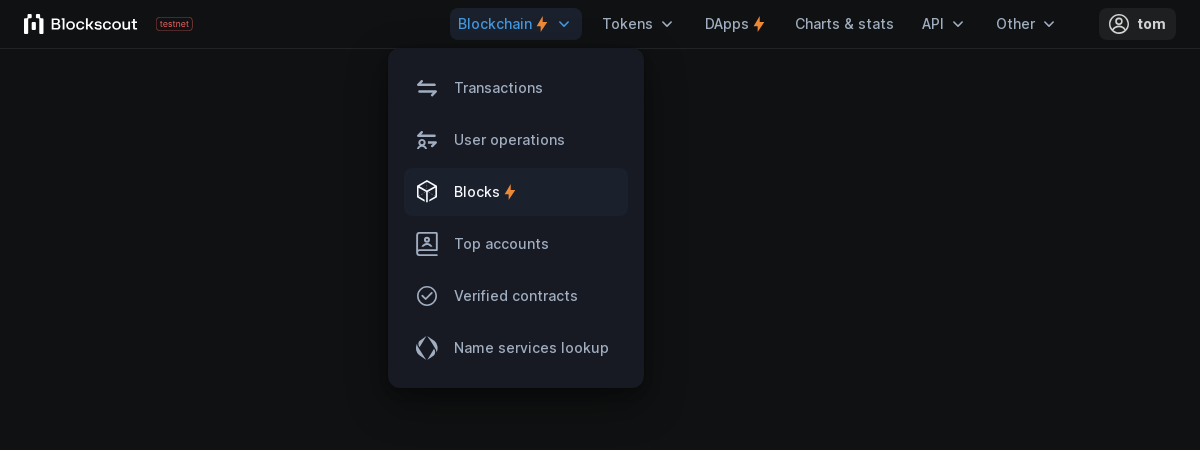 Blockscout testnet Blockchain Tokens DApps Charts & stats API Other tom
Transactions
User operations
Blocks
Top accounts
Verified contracts
Name services lookup